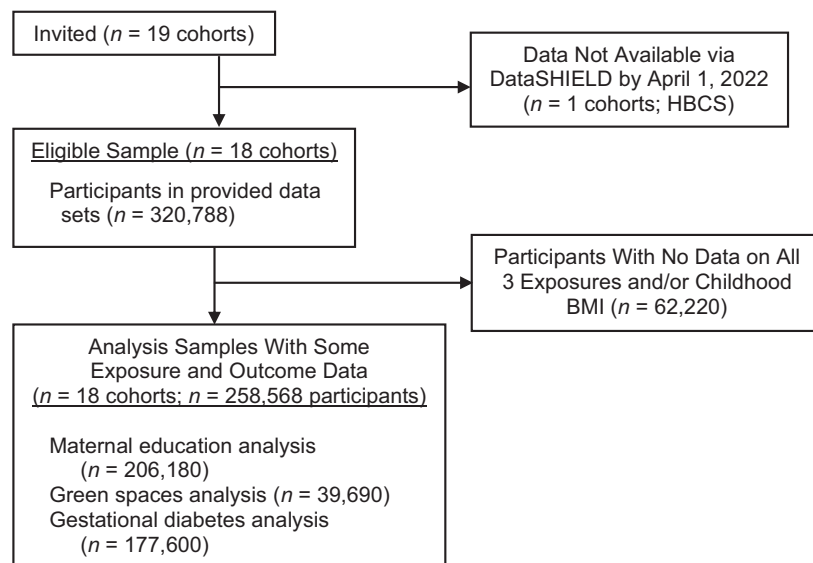 Invited (n = 19 cohorts)
Data Not Available via
DataSHIELD by April 1, 2022
(n = 1 cohorts; HBCS)
Eligible Sample (n = 18 cohorts)
Participants in provided data
sets (n = 320,788)
Participants With No Data on All
3 Exposures and/or Childhood
BMI (n = 62,220)
Analysis Samples With Some
Exposure and Outcome Data
(n = 18 cohorts; n = 258,568 participants)
Maternal education analysis
(n = 206,180)
Green spaces analysis (n = 39,690)
Gestational diabetes analysis
(n = 177,600)